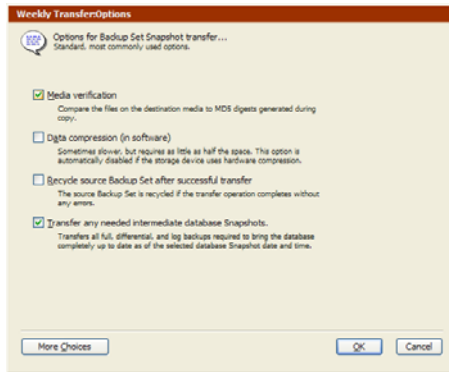 Weekly Transfer:Options
Options for Backup Set Snapshot transfer...
Standard, most commonly used options.
Media verification
Compare the files on the destination media to MD5 digests generated during
copy.
Data compression (in software)
Sometimes slower, but requires as little as half the space. This option is
automatically disabled if the storage device uses hardware compression.
Recycle source Backup Set after successful transfer
The source Backup Set is recycled if the transfer operation completes without
any errors.
Transfer any needed intermediate database Snapshots.
Transfers all full, differential, and log backups required to bring the database
completely up to date as of the selected database Snapshot date and time.
More Choices
OK
Cancel